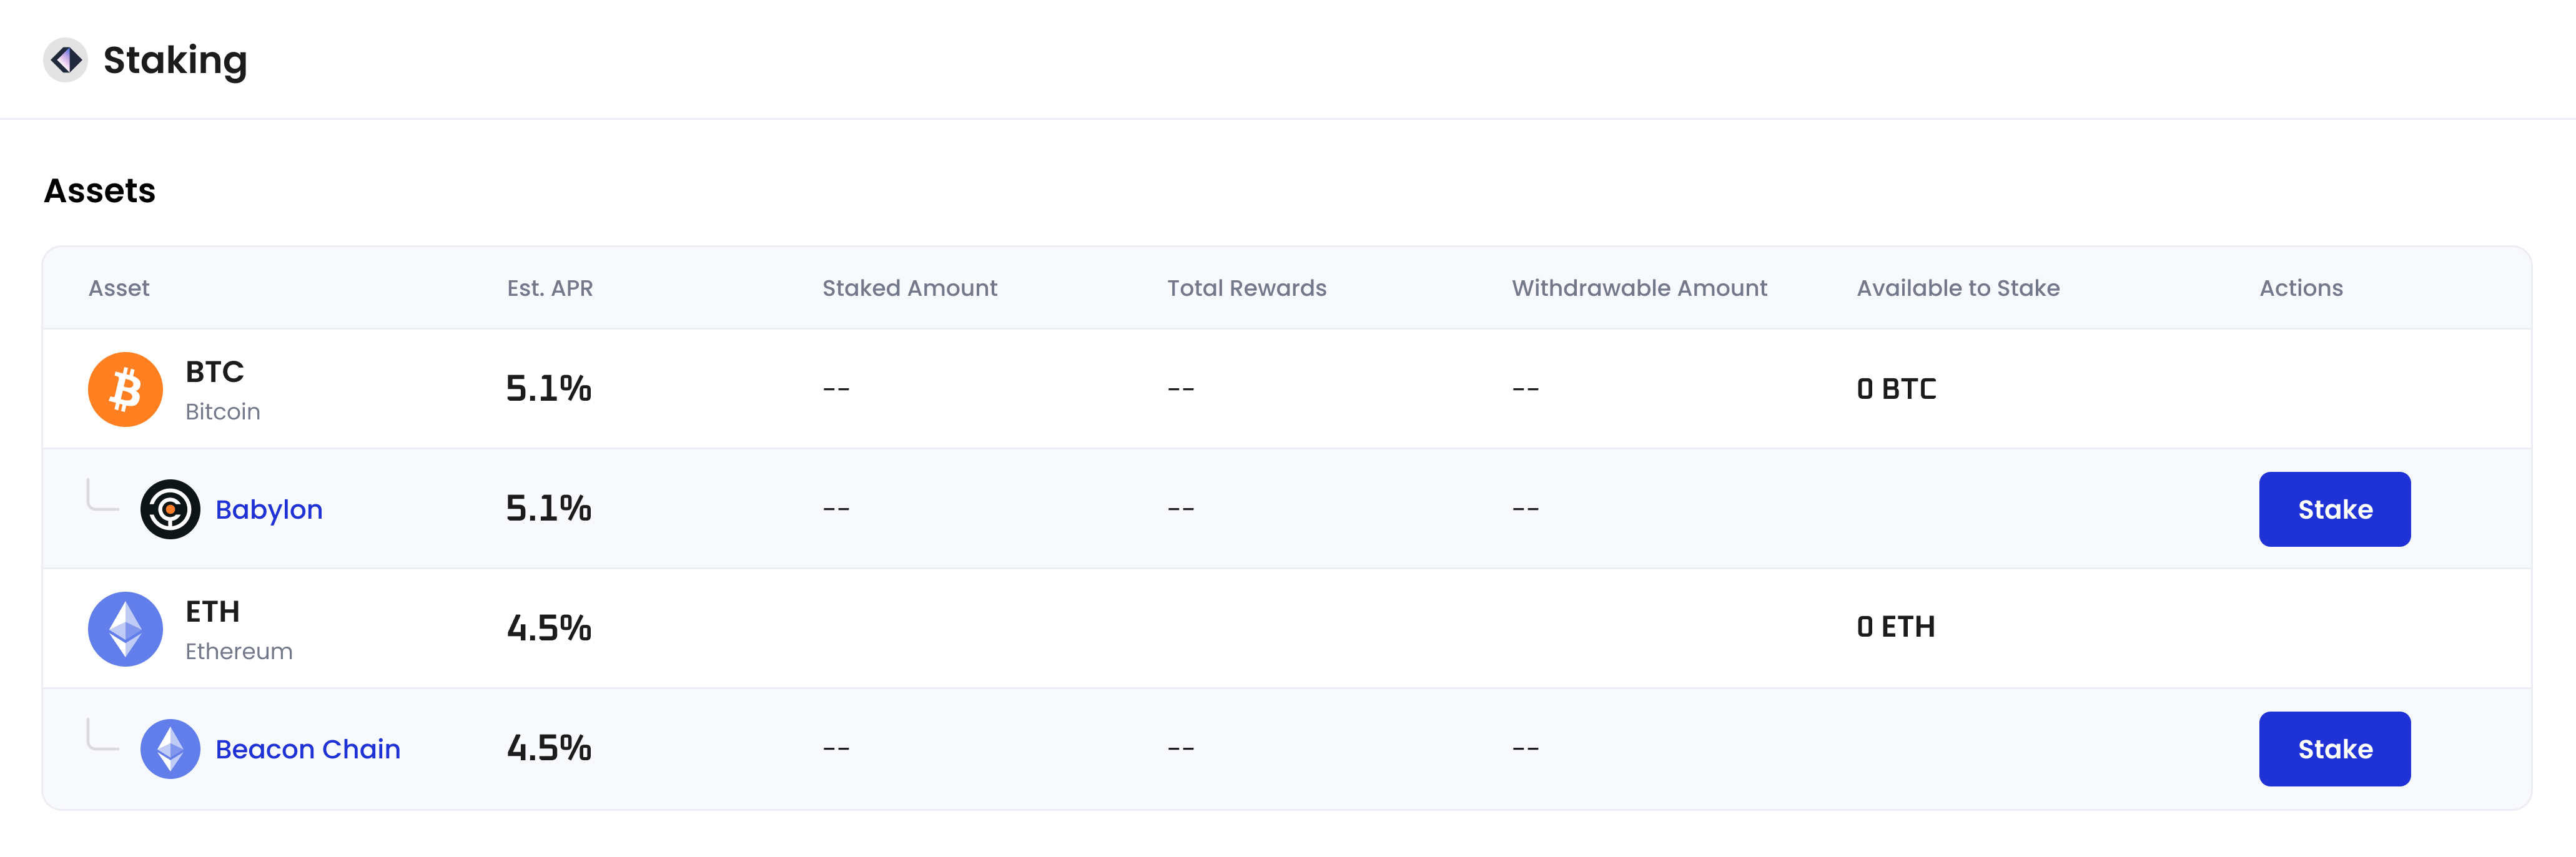 Staking
Assets
Asset Est. APR Staked Amount Total Rewards Withdrawable Amount Available to Stake Actions
BTC
Bitcoin
5.1% -- -- -- 0 BTC
Babylon 5.1% -- -- -- Stake
ETH
Ethereum
4.5% 0 ETH
Beacon Chain 4.5% -- -- -- Stake